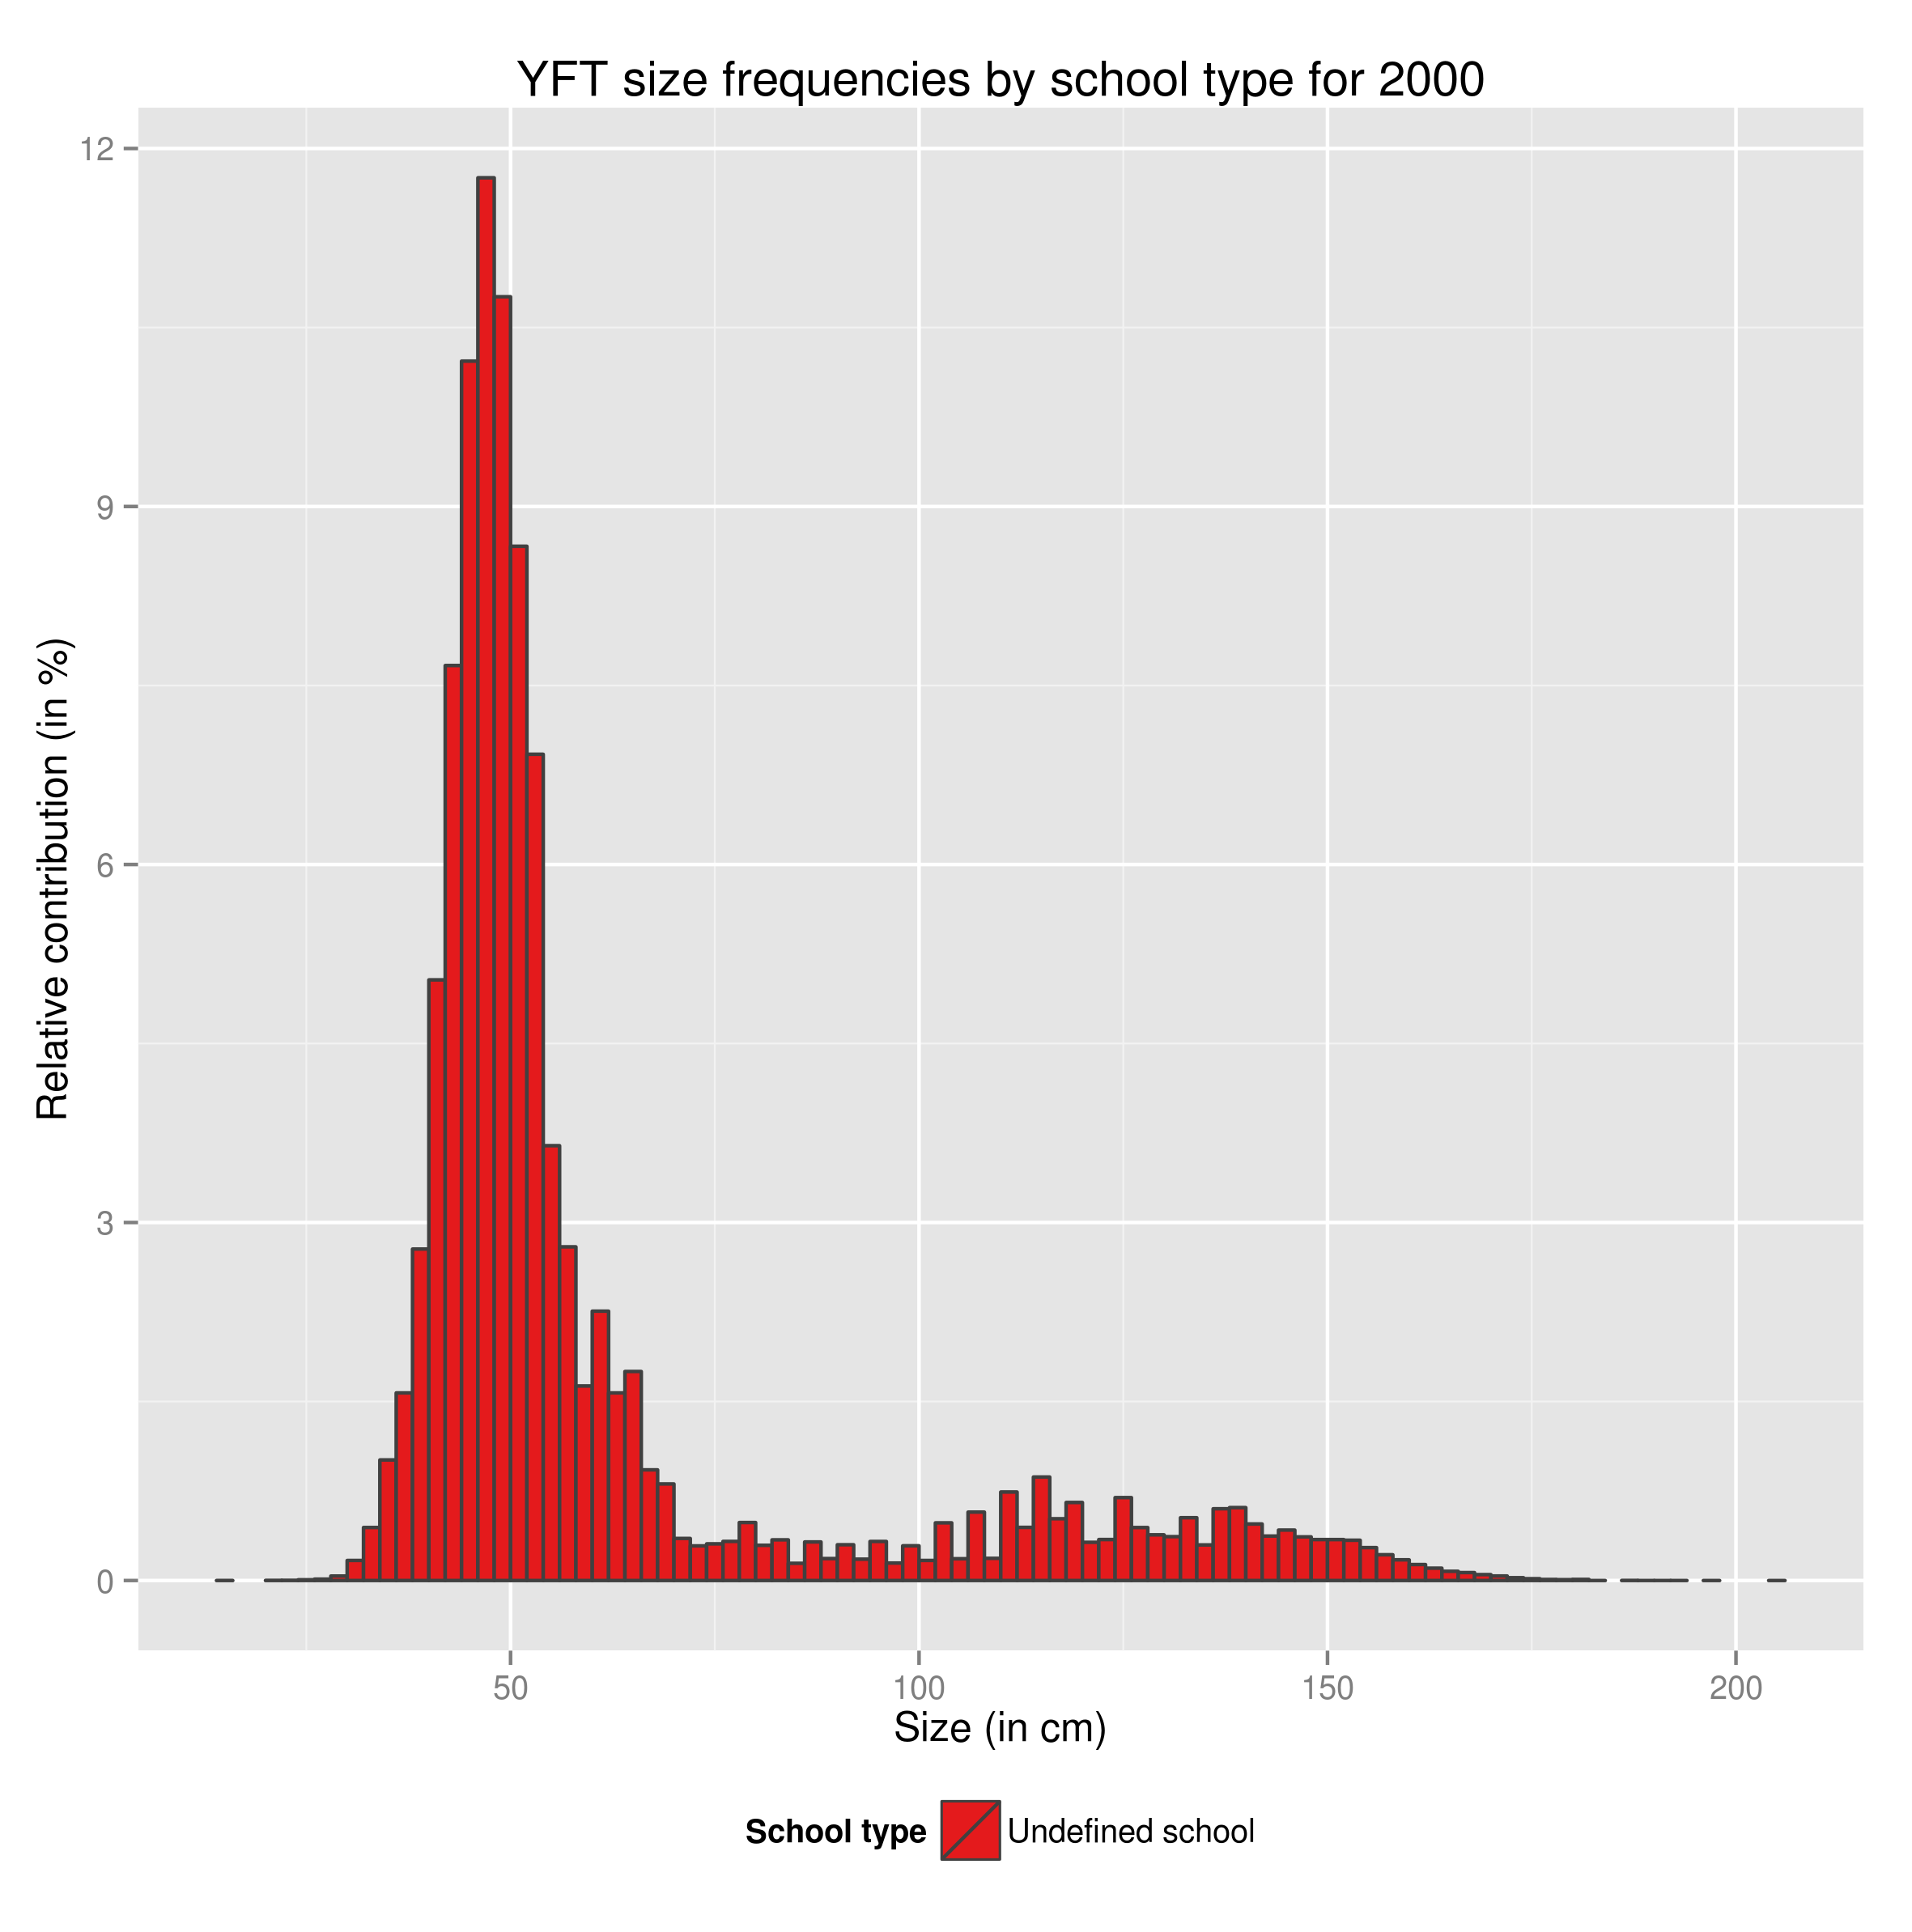 YFT size frequencies by school type for 2000
Relative contribution (in %)
12
9
6
3
0
50 100 150 200
Size (in cm)
School type Undefined school